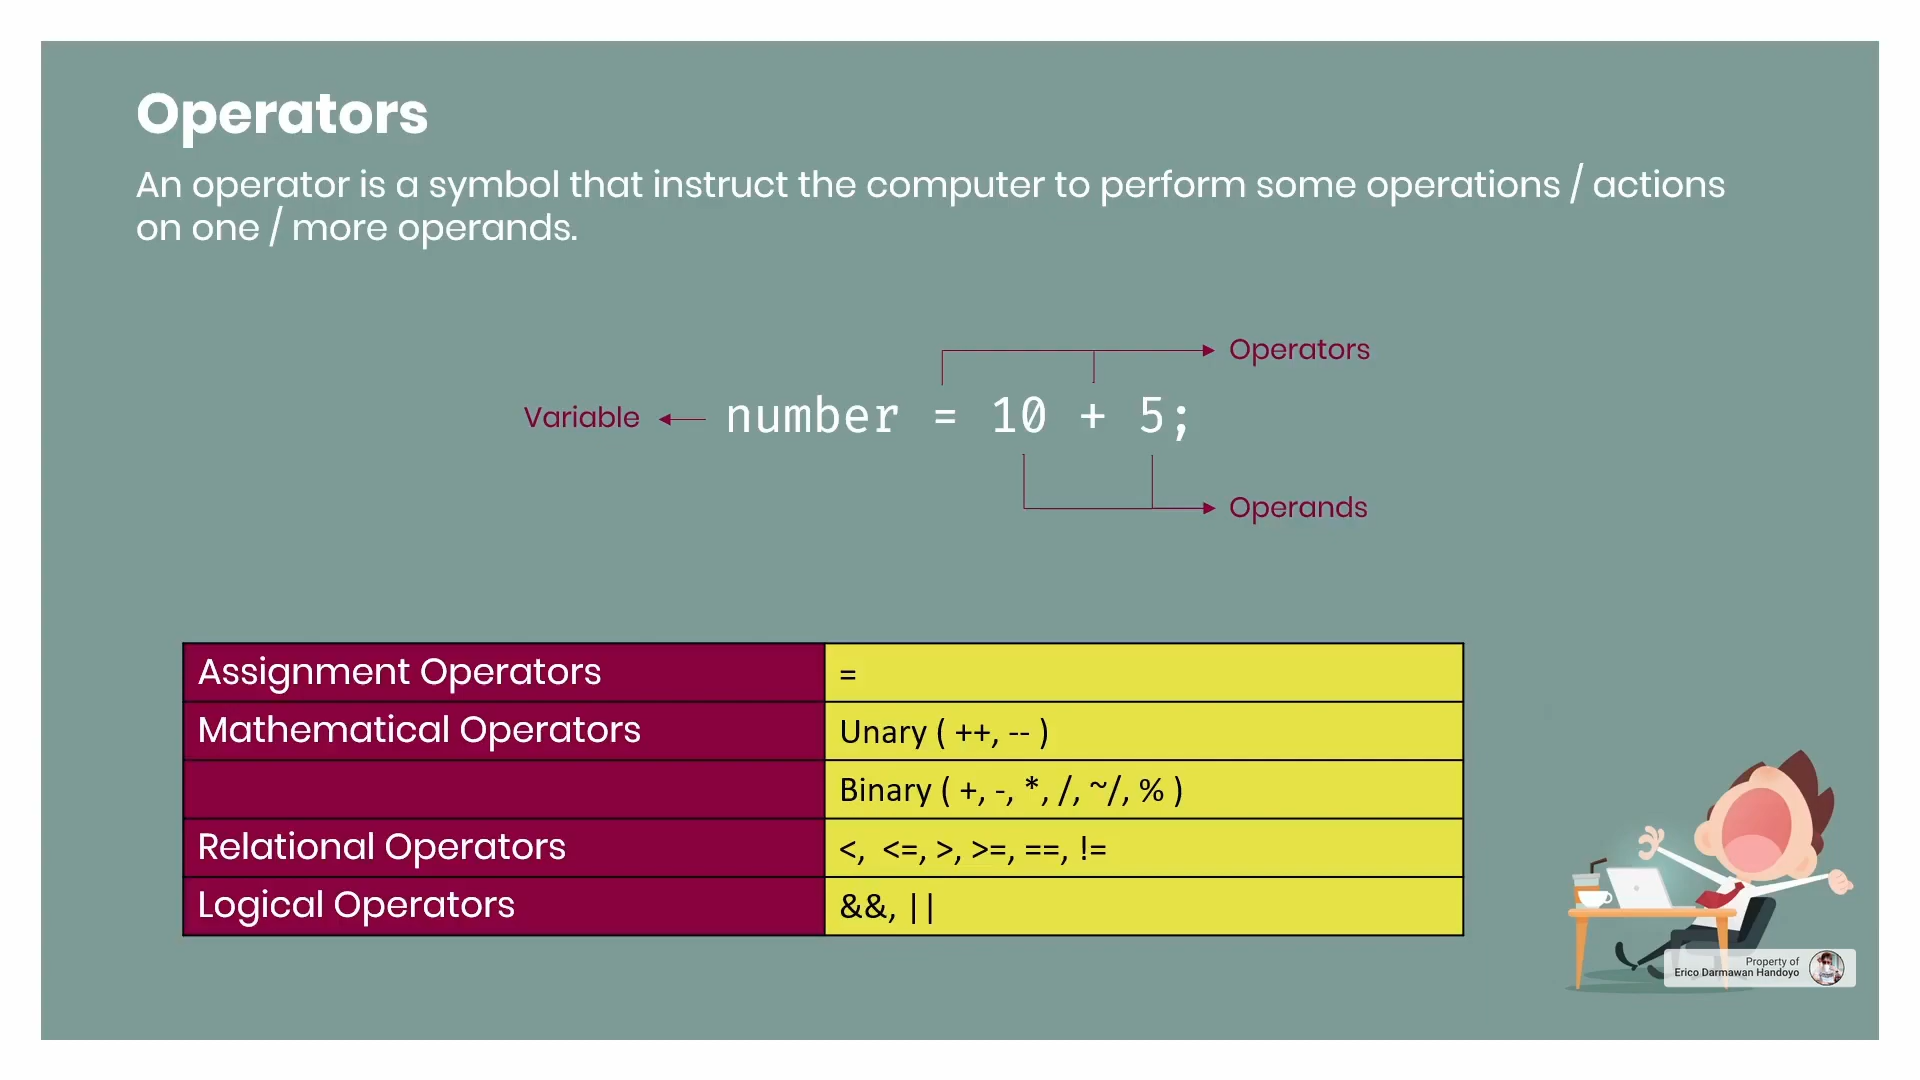 Operators
An operator is a symbol that instruct the computer to perform some operations / actions
on one / more operands.
Operators
Variable
number = 10 + 5;
Operands
Assignment Operators
=
Mathematical Operators
Unary ( ++, -- )
Binary ( +, -, *, /, ~/, % )
Relational Operators
<, <=, >, >=, ==, !=
Logical Operators
&&, ||
Property of
Erico Darmawan Handoyo